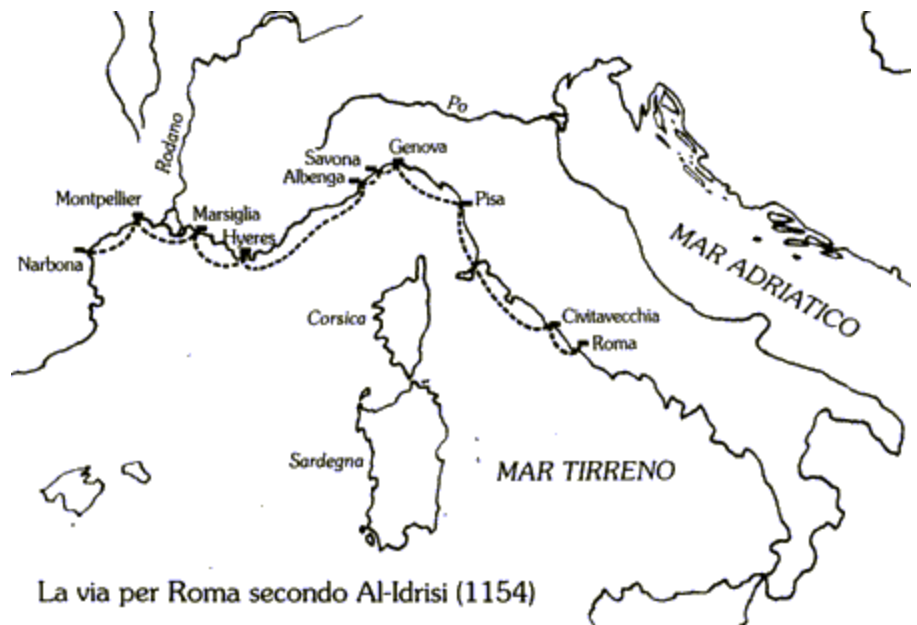 Po
Rodano
Genova
Savona
Albenga
Montpellier
Marsiglia
Hyeres
Pisa
Narbona
MAR ADRIATICO
Corsica
Civitavecchia
Roma
Sardegna
MAR TIRRENO
La via per Roma secondo Al-Idrisi (1154)